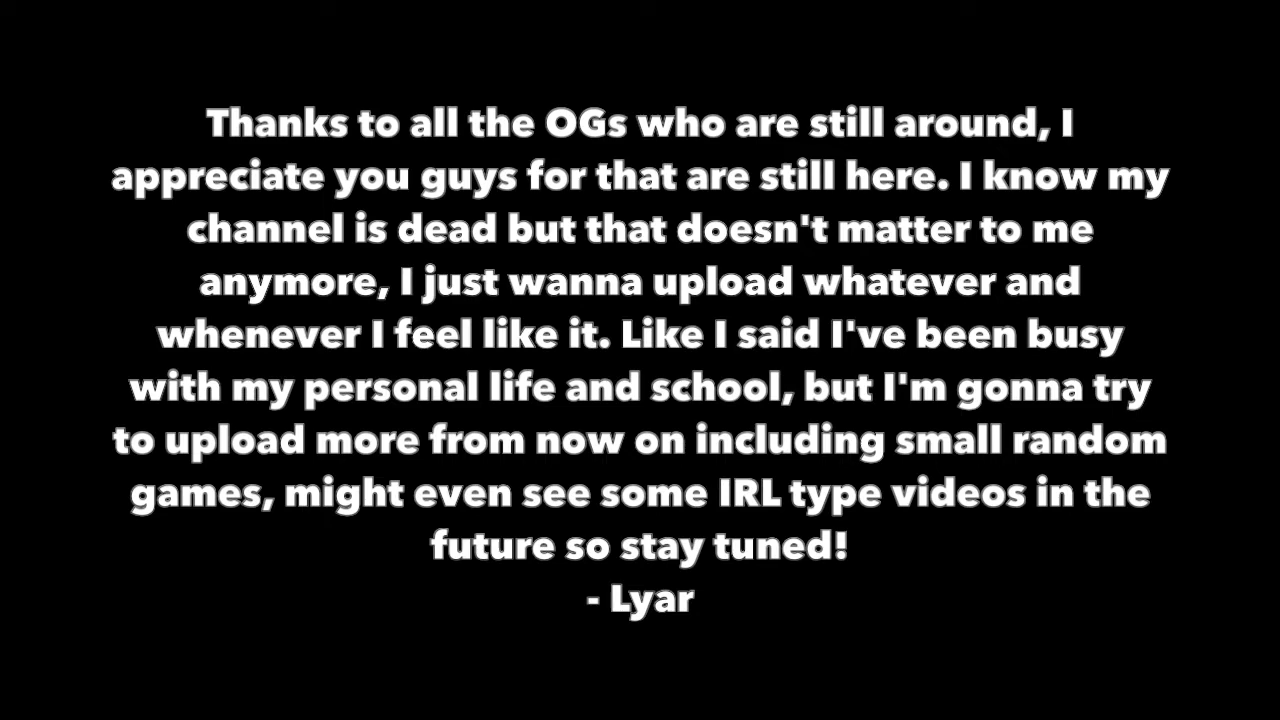 Thanks to all the OGs who are still around, I
appreciate you guys for that are still here. I know my
channel is dead but that doesn't matter to me
anymore, I just wanna upload whatever and
whenever I feel like it. Like I said I've been busy
with my personal life and school, but I'm gonna try
to upload more from now on including small random
games, might even see some IRL type videos in the
future so stay tuned!
- Lyar